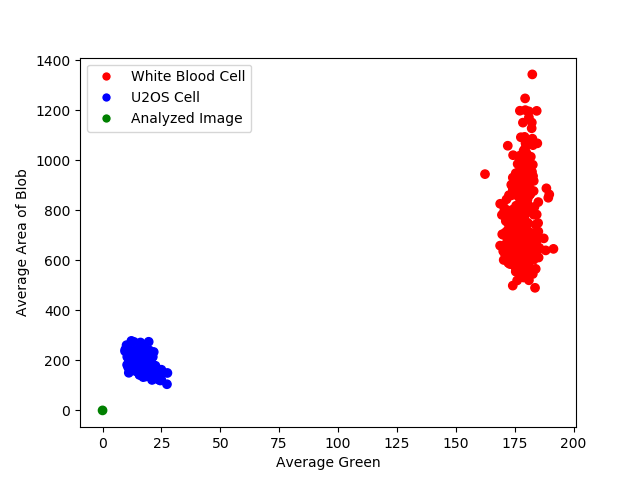 White Blood Cell
U2OS Cell
Analyzed Image
1400
1200
1000
800
600
400
200
0
Average Area of Blob
0 25 50 75 100 125 150 175 200
Average Green